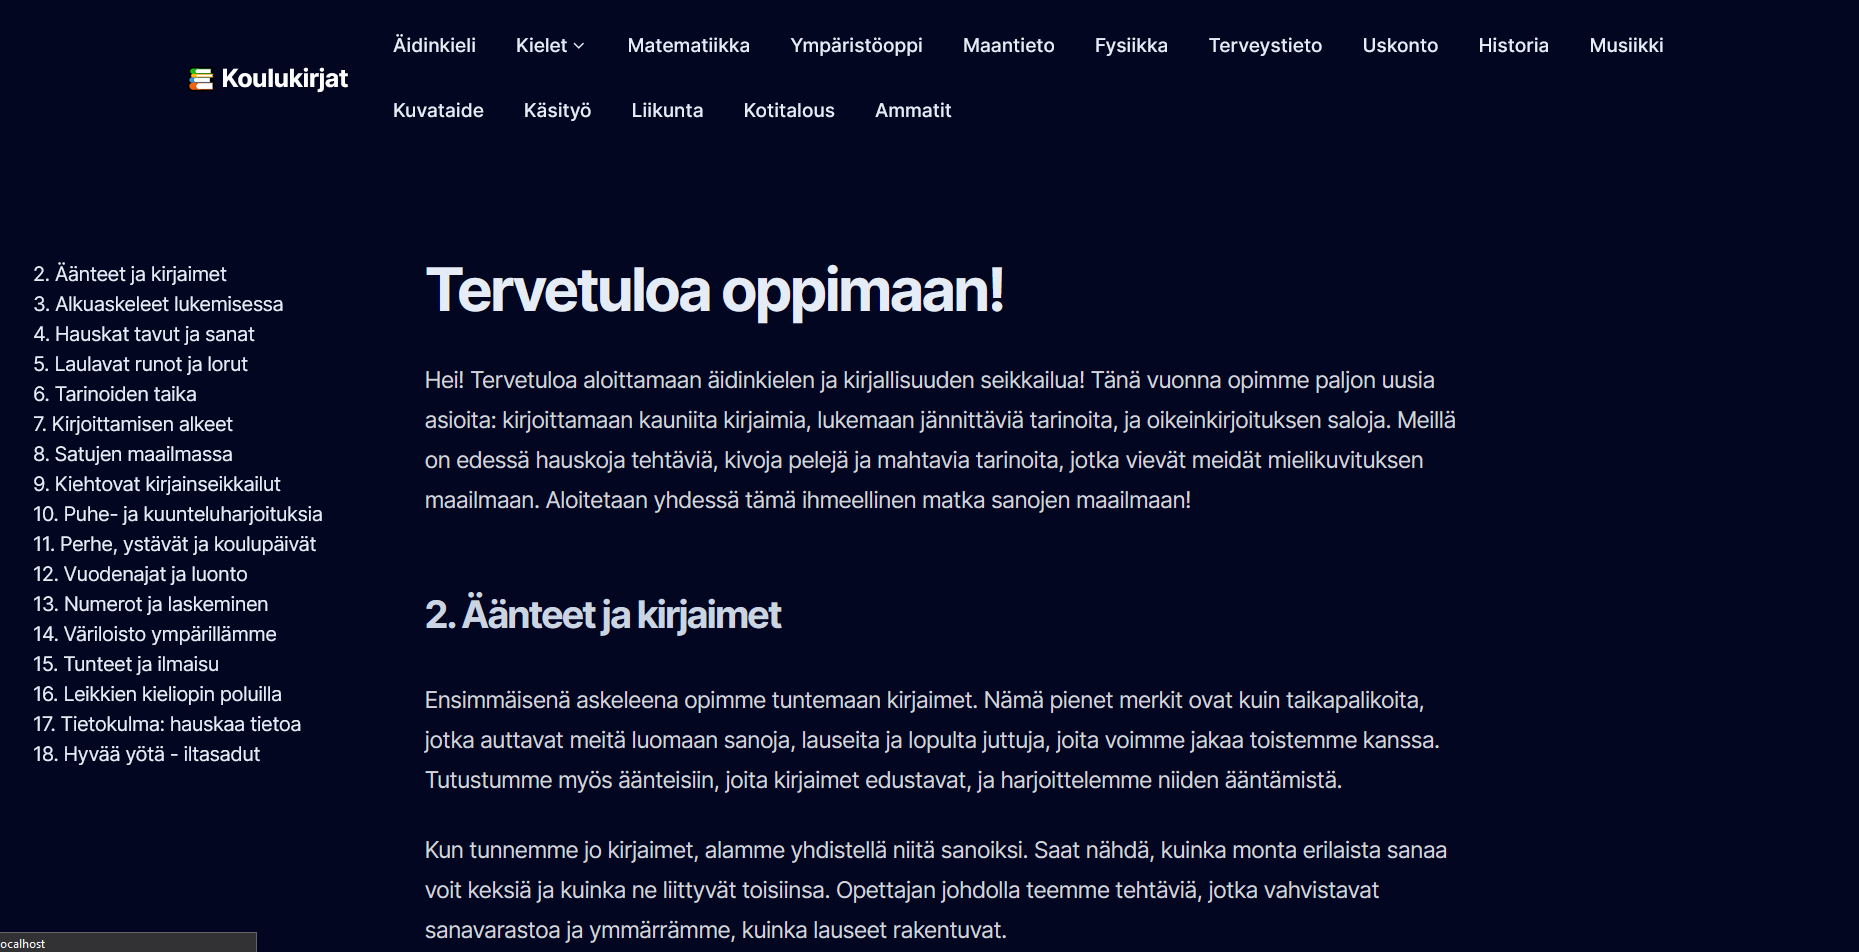 Äidinkieli Kielet Matematiikka Ympäristöoppi Maantieto Fysiikka Terveystieto Uskonto Historia Musiikki
Koulukirjat
Kuvataide Käsityö Liikunta Kotitalous Ammatit
2. Äänteet ja kirjaimet
3. Alkuaskeleet lukemisessa
4. Hauskat tavut ja sanat
5. Laulavat runot ja lorut
6. Tarinoiden taika
7. Kirjoittamisen alkeet
8. Satujen maailmassa
9. Kiehtovat kirjainseikkailut
10. Puhe- ja kuunteluharjoituksia
11. Perhe, ystävät ja koulupäivät
12. Vuodenajat ja luonto
13. Numerot ja laskeminen
14. Väriloisto ympärillämme
15. Tunteet ja ilmaisu
16. Leikkien kieliopin poluilla
17. Tietokulma: hauskaa tietoa
18. Hyvää yötä - iltasadut
Tervetuloa oppimaan!
Hei! Tervetuloa aloittamaan äidinkielen ja kirjallisuuden seikkailua! Tänä vuonna opimme paljon uusia
asioita: kirjoittamaan kauniita kirjaimia, lukemaan jännittäviä tarinoita, ja oikeinkirjoituksen saloja. Meillä
on edessä hauskoja tehtäviä, kivoja pelejä ja mahtavia tarinoita, jotka vievät meidät mielikuvituksen
maailmaan. Aloitetaan yhdessä tämä ihmeellinen matka sanojen maailmaan!
2. Äänteet ja kirjaimet
Ensimmäisenä askeleena opimme tuntemaan kirjaimet. Nämä pienet merkit ovat kuin taikapalikoita,
jotka auttavat meitä luomaan sanoja, lauseita ja lopulta juttuja, joita voimme jakaa toistemme kanssa.
Tutustumme myös äänteisiin, joita kirjaimet edustavat, ja harjoittelemme niiden ääntämistä.
Kun tunnemme jo kirjaimet, alamme yhdistellä niitä sanoiksi. Saat nähdä, kuinka monta erilaista sanaa
voit keksiä ja kuinka ne liittyvät toisiinsa. Opettajan johdolla teemme tehtäviä, jotka vahvistavat
sanavarastoa ja ymmärrämme, kuinka lauseet rakentuvat.
ocalhost